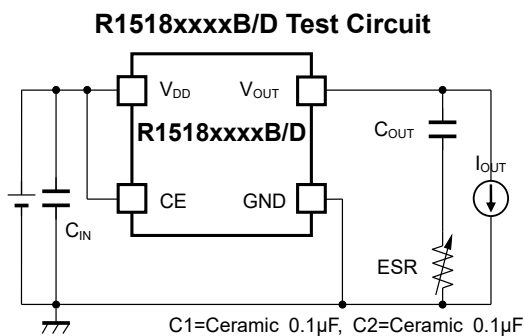 R1518xxxxB/D Test Circuit
VDD VOUT
R1518xxxxB/D
COUT
IOUT
CE GND
CIN
ESR
C1=Ceramic 0.1µF, C2=Ceramic 0.1µF